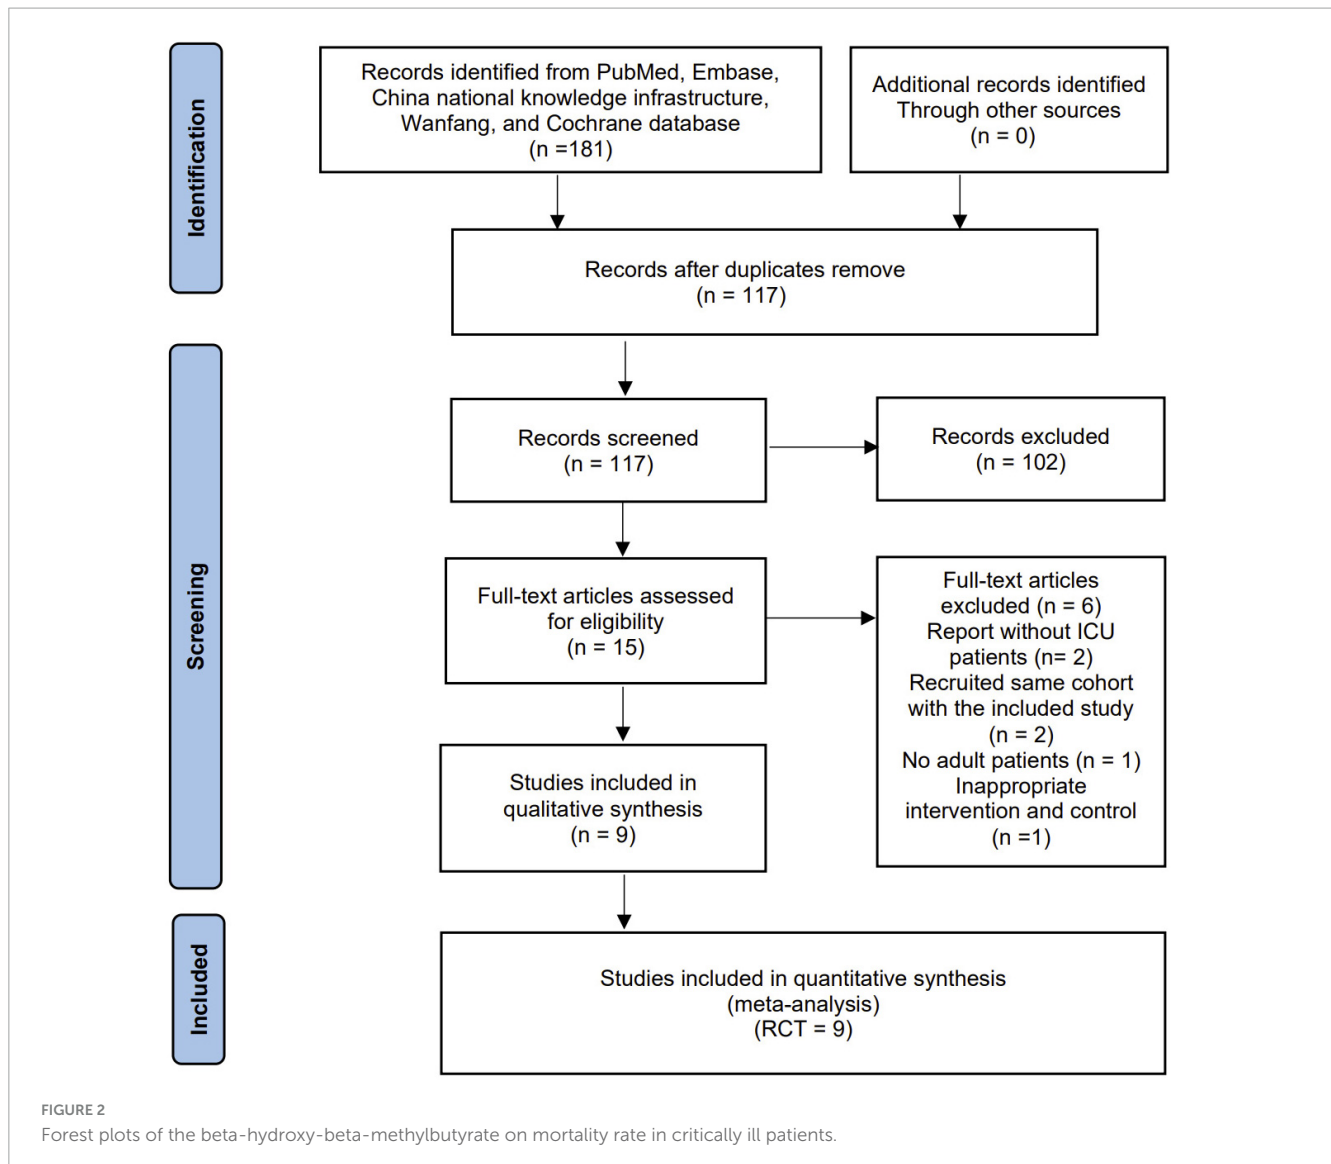 Identification
Records identified from PubMed, Embase,
China national knowledge infrastructure,
Wanfang, and Cochrane database
(n =181)
Additional records identified
Through other sources
(n = 0)
Records after duplicates remove
(n = 117)
Screening
Records screened
(n = 117)
Records excluded
(n = 102)
Full-text articles assessed
for eligibility
(n = 15)
Full-text articles
excluded (n = 6)
Report without ICU
patients (n= 2)
Recruited same cohort
with the included study
(n = 2)
No adult patients (n = 1)
Inappropriate
intervention and control
(n =1)
Studies included in
qualitative synthesis
(n = 9)
Included
Studies included in quantitative synthesis
(meta-analysis)
(RCT = 9)
FIGURE 2
Forest plots of the beta-hydroxy-beta-methylbutyrate on mortality rate in critically ill patients.